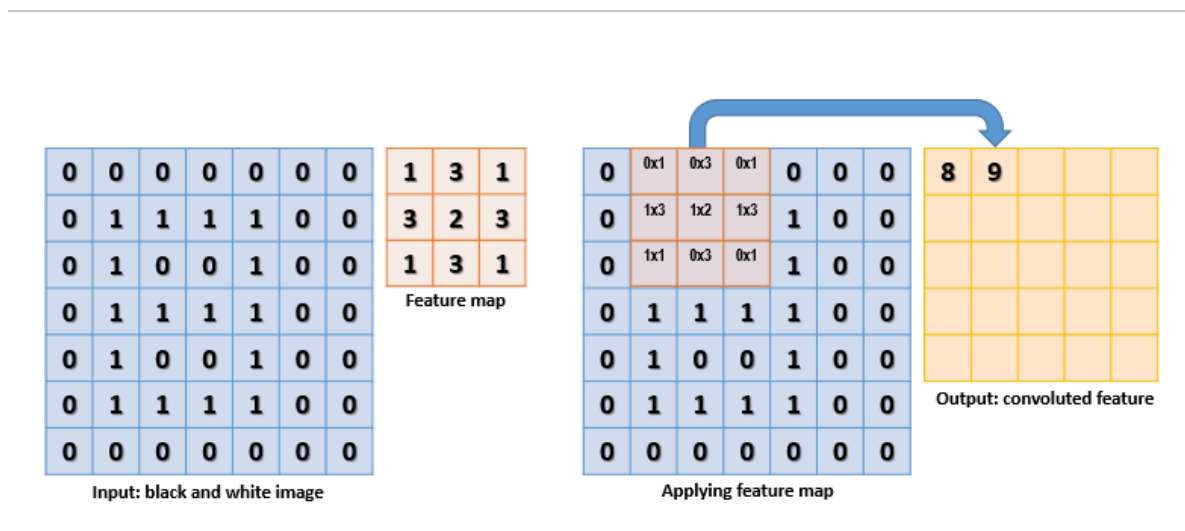 0 0 0 0 0 0 0 1 3 1 0 0x1 0x3 0x1 0 0 0 8 9
0 1 1 1 1 0 0 3 2 3 0 1x3 1x2 1x3 1 0 0
0 1 0 0 1 0 0 1 3 1 0 1x1 0x3 0x1 1 0 0
Feature map
0 1 1 1 1 0 0 0 1 1 1 1 0 0
0 1 0 0 1 0 0 0 1 0 0 1 0 0
0 1 1 1 1 0 0 0 1 1 1 1 0 0
Output: convoluted feature
0 0 0 0 0 0 0 0 0 0 0 0 0 0
Input: black and white image
Applying feature map